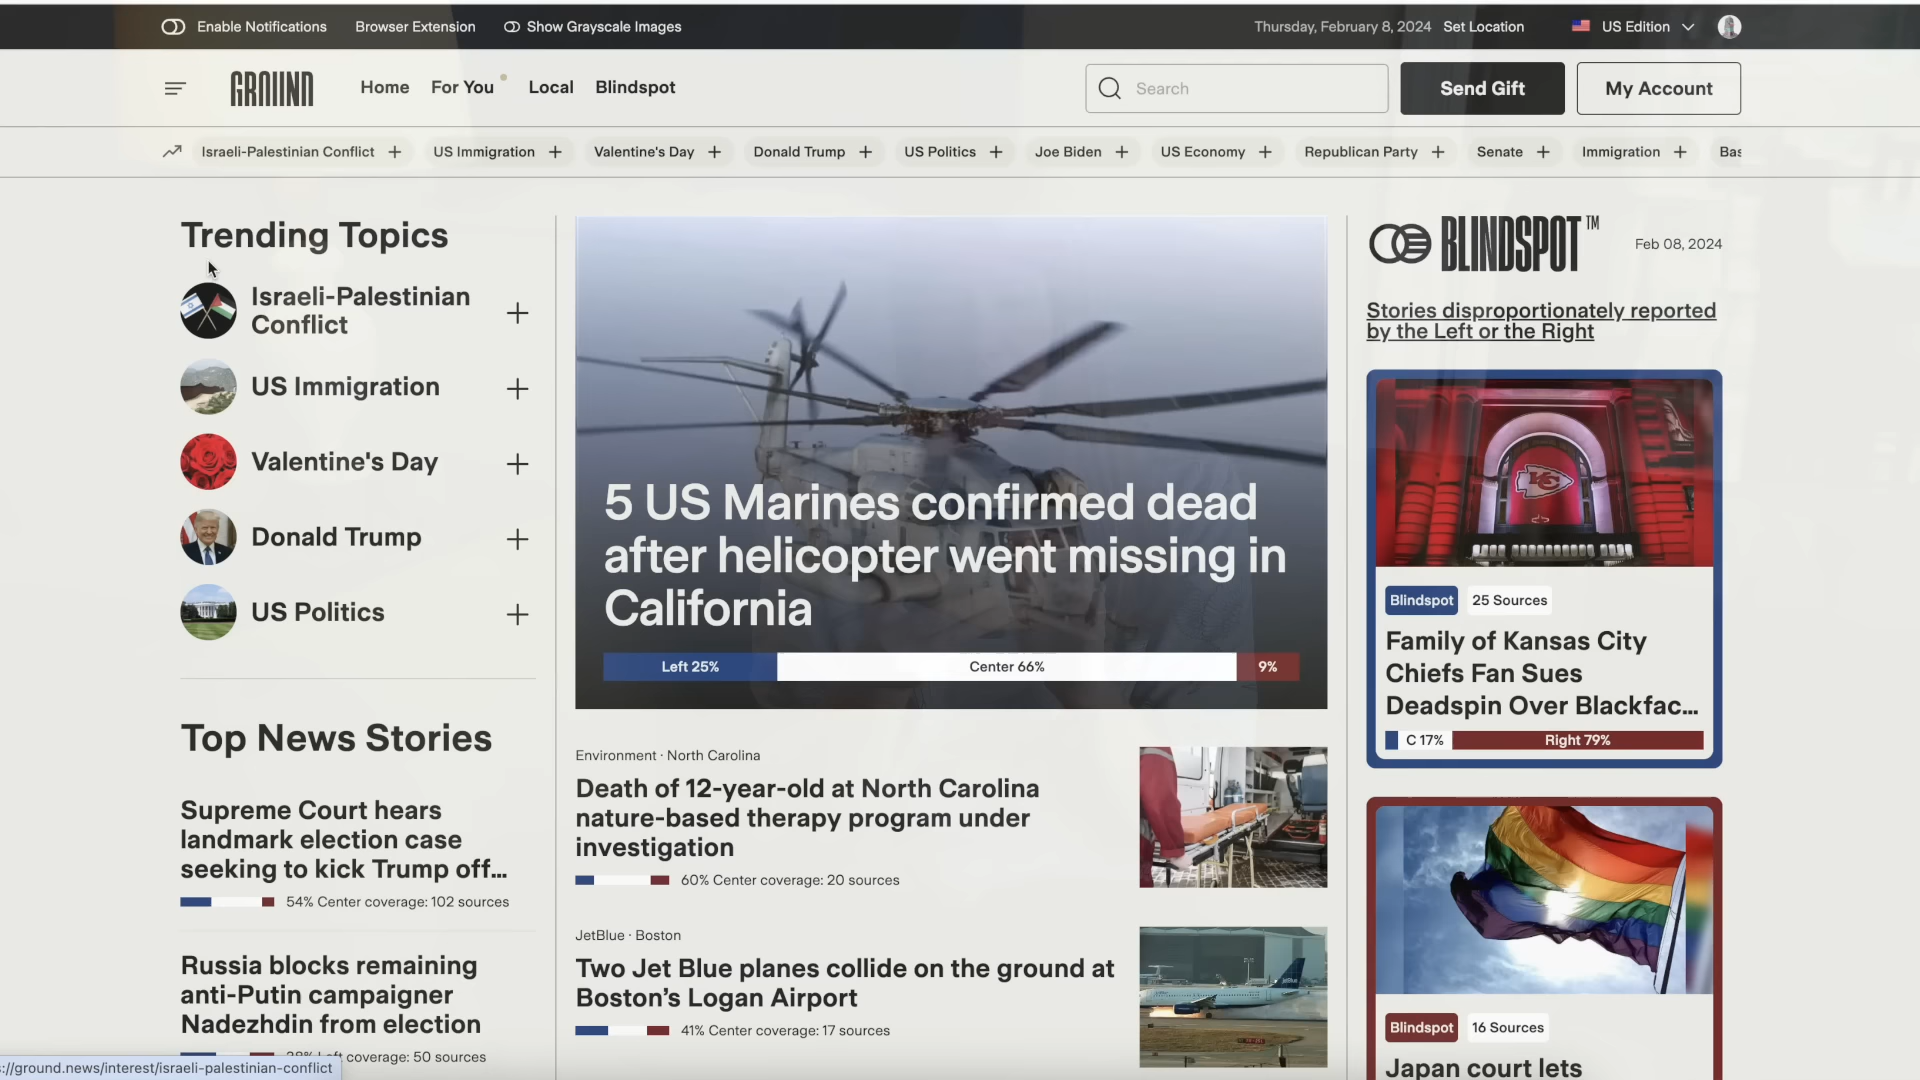 Enable Notifications
Browser Extension
Show Grayscale Images
Thursday, February 8, 2024
Set Location
US Edition
GROUND
Home
For You
Local
Blindspot
Search
Send Gift
My Account
Israeli-Palestinian Conflict +
US Immigration +
Valentine's Day +
Donald Trump +
US Politics +
Joe Biden +
US Economy +
Republican Party +
Senate +
Immigration +
Bas
Trending Topics
Israeli-Palestinian
Conflict
US Immigration
Valentine's Day
Donald Trump
US Politics
Top News Stories
Supreme Court hears
landmark election case
seeking to kick Trump off...
54% Center coverage: 102 sources
Russia blocks remaining
anti-Putin campaigner
Nadezhdin from election
coverage: 50 sources
://ground.news/interest/israeli-palestinian-conflict
5 US Marines confirmed dead
after helicopter went missing in
California
Left 25%
Center 66%
9%
Environment · North Carolina
Death of 12-year-old at North Carolina
nature-based therapy program under
investigation
60% Center coverage: 20 sources
JetBlue · Boston
Two Jet Blue planes collide on the ground at
Boston’s Logan Airport
41% Center coverage: 17 sources
BLINDSPOT™
Feb 08, 2024
Stories disproportionately reported
by the Left or the Right
KC
Blindspot
25 Sources
Family of Kansas City
Chiefs Fan Sues
Deadspin Over Blackfac...
C 17%
Right 79%
Blindspot
16 Sources
Japan court lets